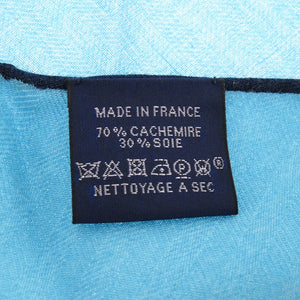 MADE IN FRANCE
70% CACHEMIRE
30% SOIE
P W
NETTOYAGE A SEC